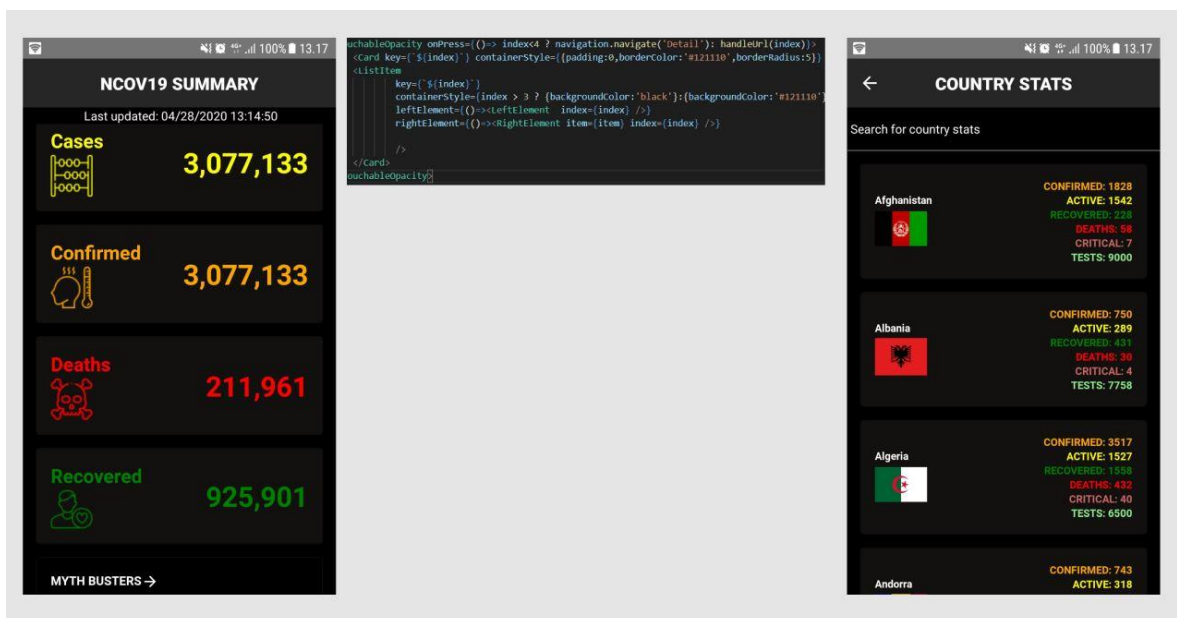 100% 13.17
NCOV19 SUMMARY
Last updated: 04/28/2020 13:14:50
Cases
3,077,133
Confirmed
3,077,133
Deaths
211,961
Recovered
925,901
MYTH BUSTERS →
uchableOpacity onPress={()=> index<4 ? navigation.navigate('Detail'): handleUrl(index)}>
<Card key={`${index}`} containerStyle={{padding:0,borderColor:'#121110',borderRadius:5}}
<ListItem
key={`${index}`}
containerStyle={index > 3 ? {backgroundColor:'black'}:{backgroundColor:'#121110'}
leftElement={()=><LeftElement index={index} />}
rightElement={()=><RightElement item={item} index={index} />}
/>
</Card>
ouchableOpacity>
100% 13.17
← COUNTRY STATS
Search for country stats
Afghanistan
CONFIRMED: 1828
ACTIVE: 1542
RECOVERED: 228
DEATHS: 58
CRITICAL: 7
TESTS: 9000
Albania
CONFIRMED: 750
ACTIVE: 289
RECOVERED: 431
DEATHS: 30
CRITICAL: 4
TESTS: 7758
Algeria
CONFIRMED: 3517
ACTIVE: 1527
RECOVERED: 1558
DEATHS: 432
CRITICAL: 40
TESTS: 6500
Andorra
CONFIRMED: 743
ACTIVE: 318